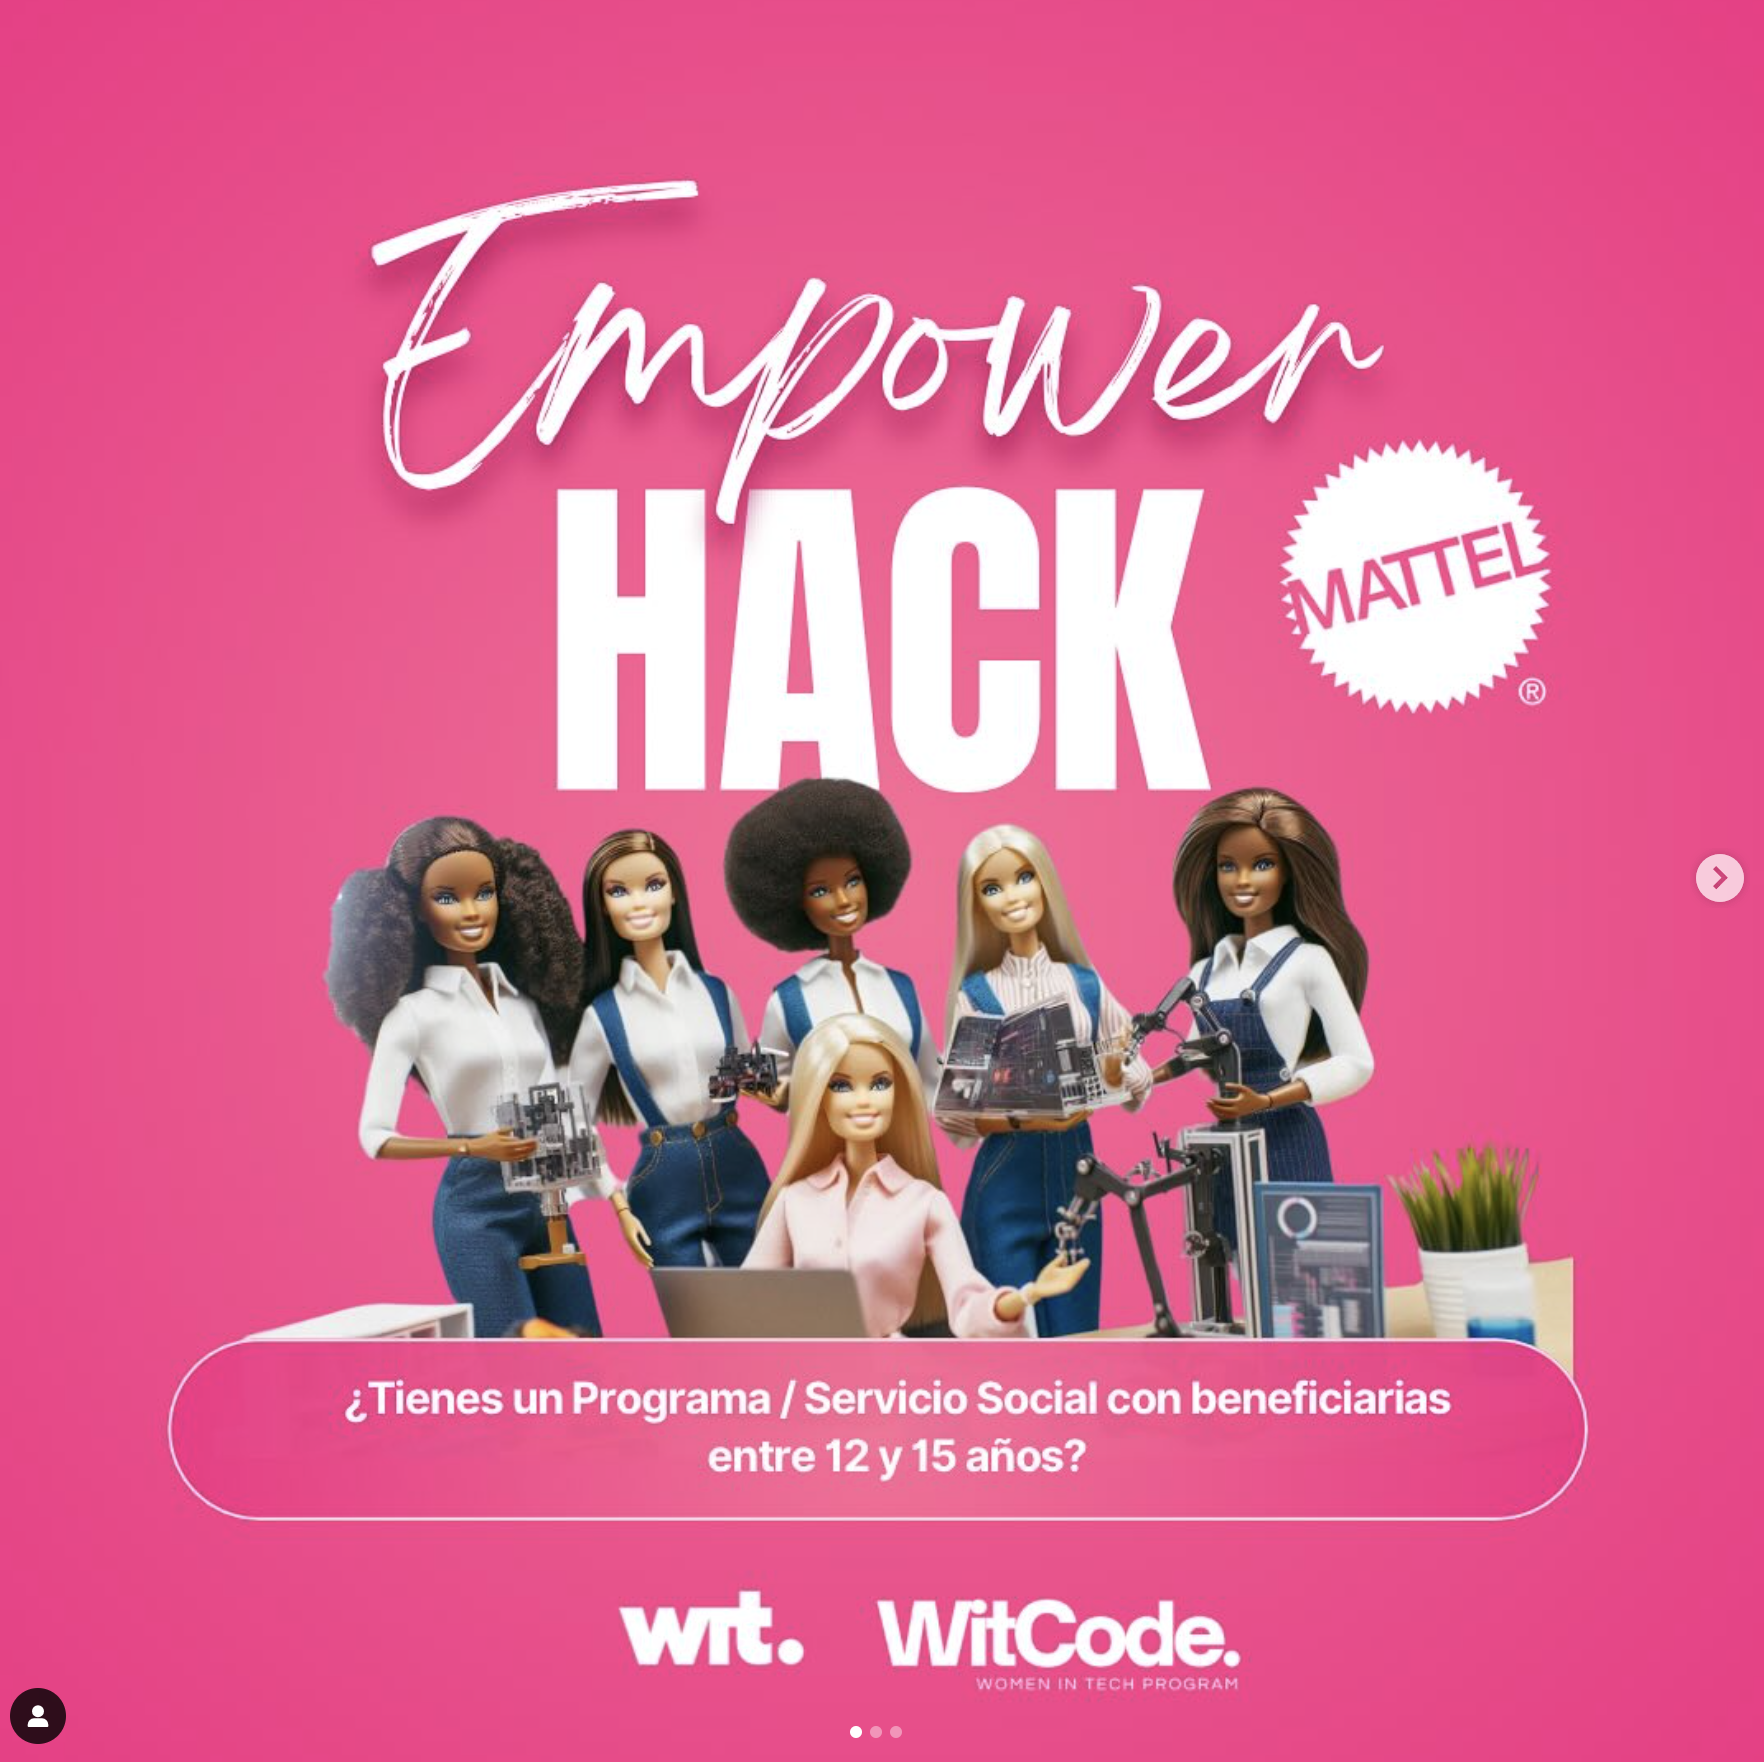 Empower
HACK
MATTEL
®
¿Tienes un Programa / Servicio Social con beneficiarias
entre 12 y 15 años?
wit. WitCode.
WOMEN IN TECH PROGRAM